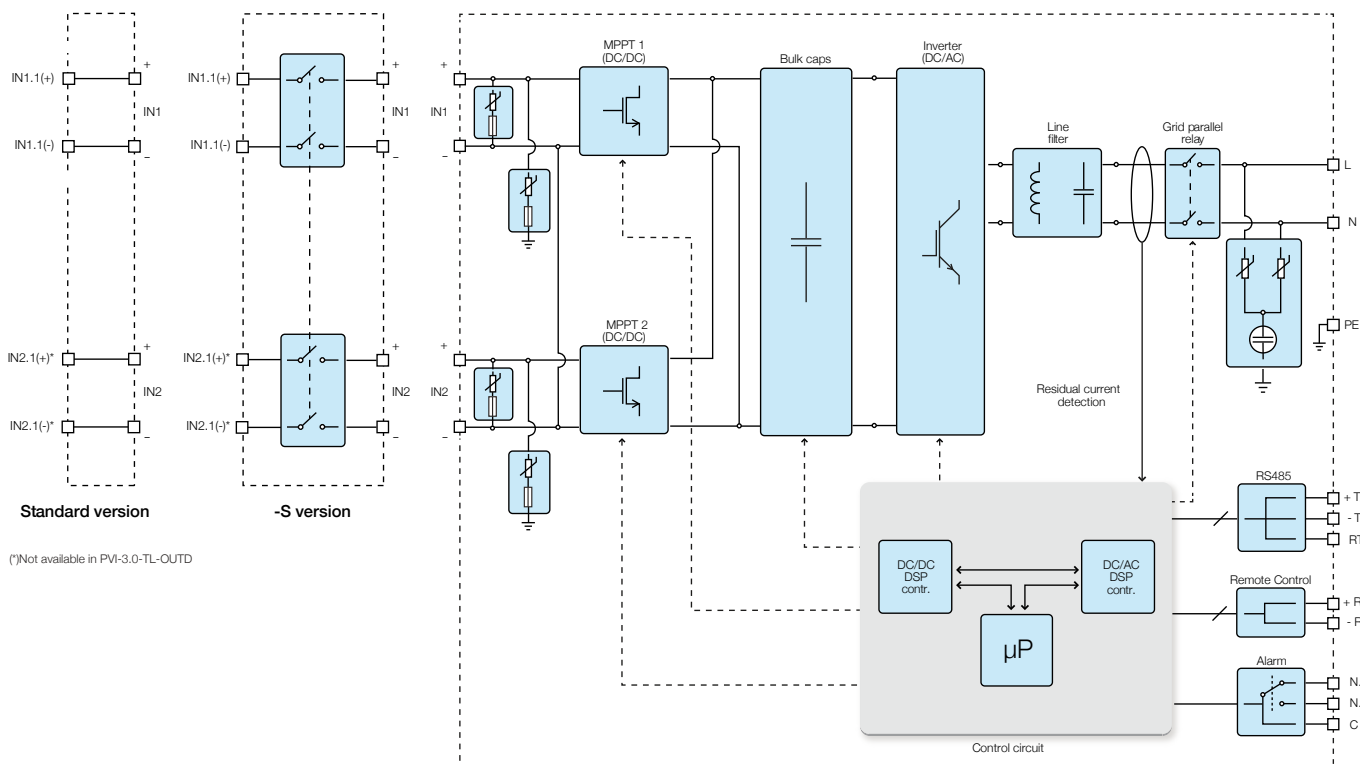 IN1.1(+)
+
IN1
IN1.1(-)
−
IN2.1(+)*
+
IN2
IN2.1(-)*
−
Standard version
IN1.1(+)
+
IN1
IN1.1(-)
−
IN2.1(+)*
+
IN2
IN2.1(-)*
−
-S version
(*)Not available in PVI-3.0-TL-OUTD
+
IN1
−
+
IN2
−
MPPT 1
(DC/DC)
MPPT 2
(DC/DC)
Bulk caps
Inverter
(DC/AC)
Line
filter
Grid parallel
relay
L
N
PE
Residual current
detection
DC/DC
DSP
contr.
DC/AC
DSP
contr.
µP
Control circuit
RS485
+ T
- T
RT
Remote Control
+ R
- R
Alarm
N.
N.
C